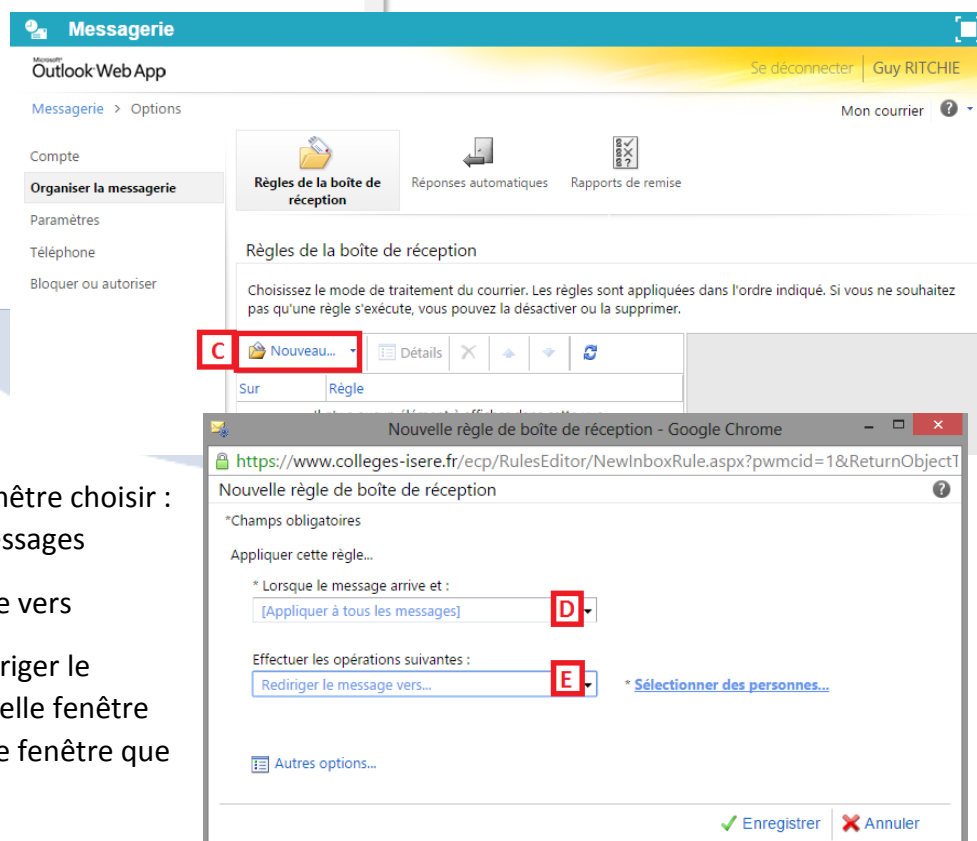 Messagerie
Microsoft
Outlook Web App
Se déconnecter Guy RITCHIE
Messagerie > Options
Mon courrier
Compte
Organiser la messagerie
Paramètres
Téléphone
Bloquer ou autoriser
Règles de la boîte de
réception
Réponses automatiques
Rapports de remise
Règles de la boîte de réception
Choisissez le mode de traitement du courrier. Les règles sont appliquées dans l'ordre indiqué. Si vous ne souhaitez
pas qu'une règle s'exécute, vous pouvez la désactiver ou la supprimer.
C Nouveau... Détails
Sur Règle
Nouvelle règle de boîte de réception - Google Chrome
https://www.colleges-isere.fr/ecp/RulesEditor/NewInboxRule.aspx?pwmcid=1&ReturnObjectT
Nouvelle règle de boîte de réception
*Champs obligatoires
Appliquer cette règle...
* Lorsque le message arrive et :
[Appliquer à tous les messages] D
Effectuer les opérations suivantes :
Rediriger le message vers... E * Sélectionner des personnes...
Autres options...
Enregistrer Annuler
nêtre choisir :
essages
e vers
riger le
elle fenêtre
e fenêtre que